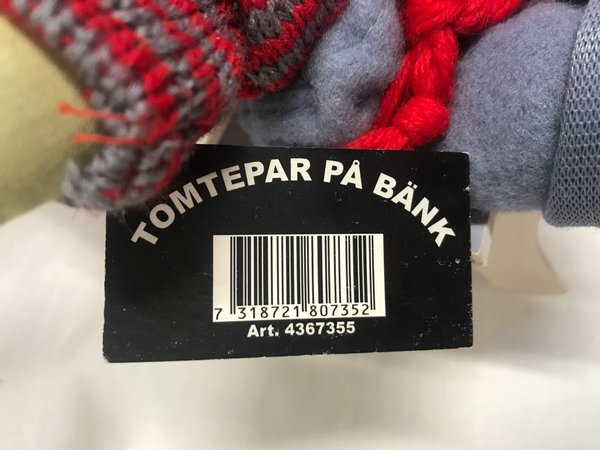 TOMTEPAR PÅ BÄNK
7 318721 807352
Art. 4367355